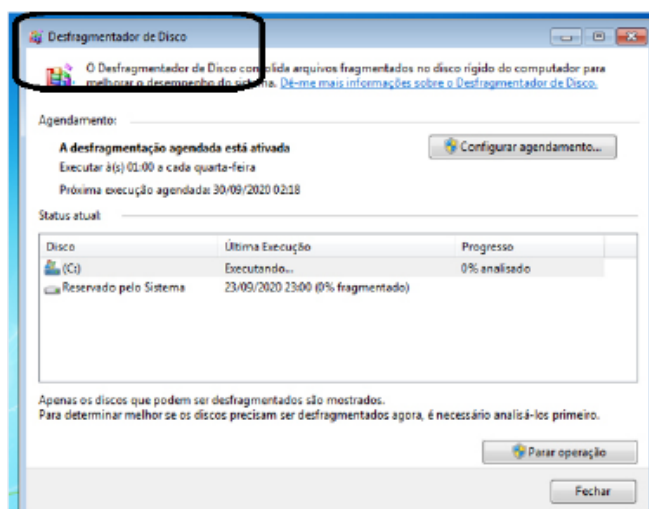 Desfragmentador de Disco
O Desfragmentador de Disco consolida arquivos fragmentados no disco rígido do computador para
melhorar o desempenho do sistema. Dê-me mais informações sobre o Desfragmentador de Disco.
Agendamento:
A desfragmentação agendada está ativada
Configurar agendamento...
Executar à(s) 01:00 a cada quarta-feira
Próxima execução agendada: 30/09/2020 02:18
Status atual:
Disco Última Execução Progresso
(C:) Executando... 0% analisado
Reservado pelo Sistema 23/09/2020 23:00 (0% fragmentado)
Apenas os discos que podem ser desfragmentados são mostrados.
Para determinar melhor se os discos precisam ser desfragmentados agora, é necessário analisá-los primeiro.
Parar operação
Fechar